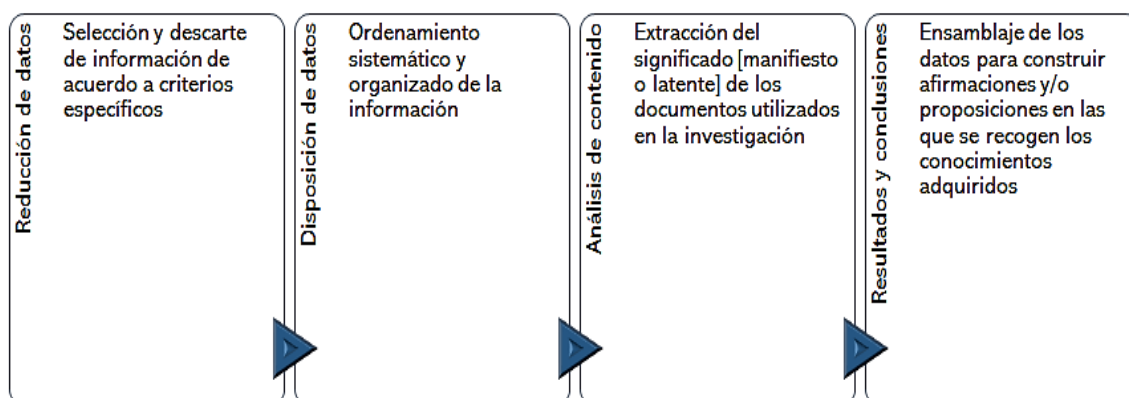 Reducción de datos
Selección y descarte
de información de
acuerdo a criterios
específicos
Disposición de datos
Ordenamiento
sistemático y
organizado de la
información
Análisis de contenido
Extracción del
significado [manifiesto
o latente] de los
documentos utilizados
en la investigación
Resultados y conclusiones
Ensamblaje de los
datos para construir
afirmaciones y/o
proposiciones en las
que se recogen los
conocimientos
adquiridos